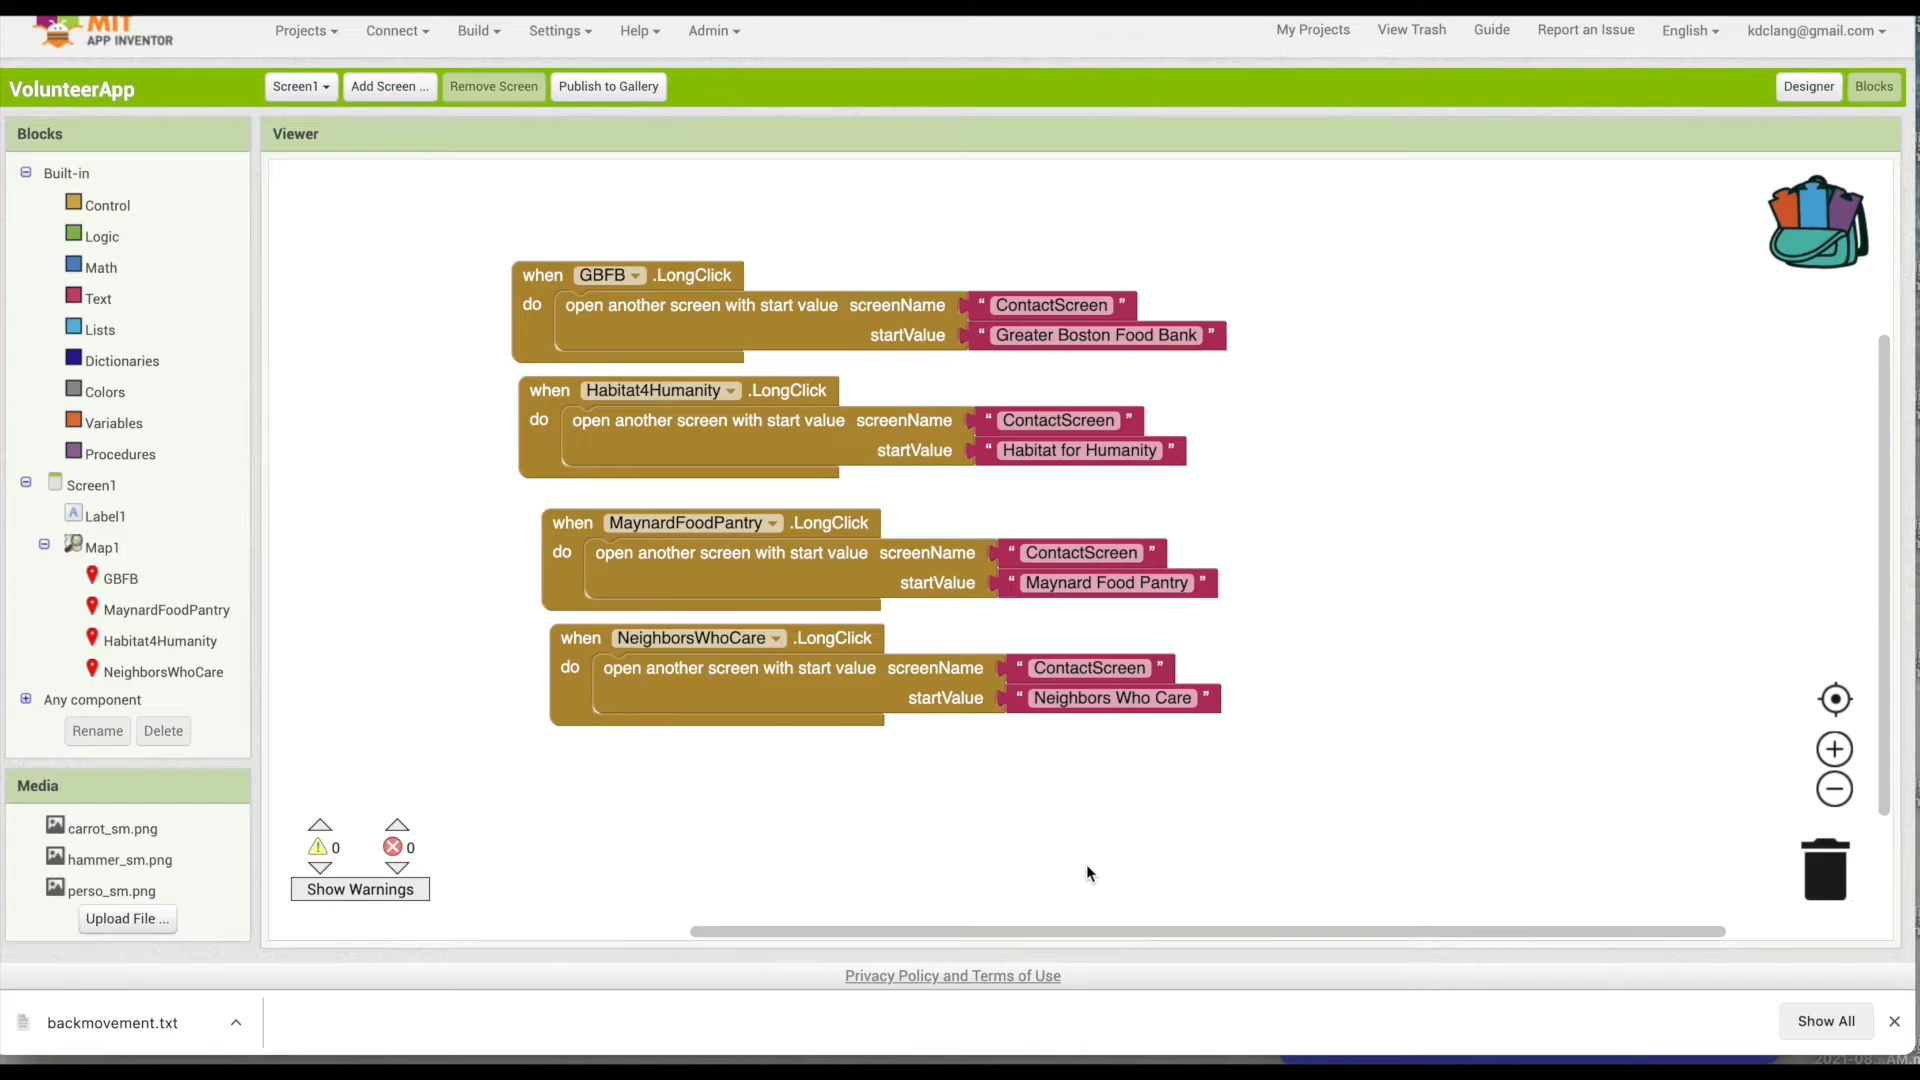 MIT
APP INVENTOR
Projects Connect Build Settings Help Admin My Projects View Trash Guide Report an Issue English kdclang@gmail.com
VolunteerApp Screen1 Add Screen ... Remove Screen Publish to Gallery Designer Blocks
Blocks
Built-in
Control
Logic
Math
Text
Lists
Dictionaries
Colors
Variables
Procedures
Screen1
A Label1
Map1
GBFB
MaynardFoodPantry
Habitat4Humanity
NeighborsWhoCare
Any component
Rename Delete
Media
carrot_sm.png
hammer_sm.png
perso_sm.png
Upload File ...
Viewer
when GBFB .LongClick
do open another screen with start value screenName “ ContactScreen ”
startValue “ Greater Boston Food Bank ”
when Habitat4Humanity .LongClick
do open another screen with start value screenName “ ContactScreen ”
startValue “ Habitat for Humanity ”
when MaynardFoodPantry .LongClick
do open another screen with start value screenName “ ContactScreen ”
startValue “ Maynard Food Pantry ”
when NeighborsWhoCare .LongClick
do open another screen with start value screenName “ ContactScreen ”
startValue “ Neighbors Who Care ”
0 0
Show Warnings
Privacy Policy and Terms of Use
backmovement.txt Show All